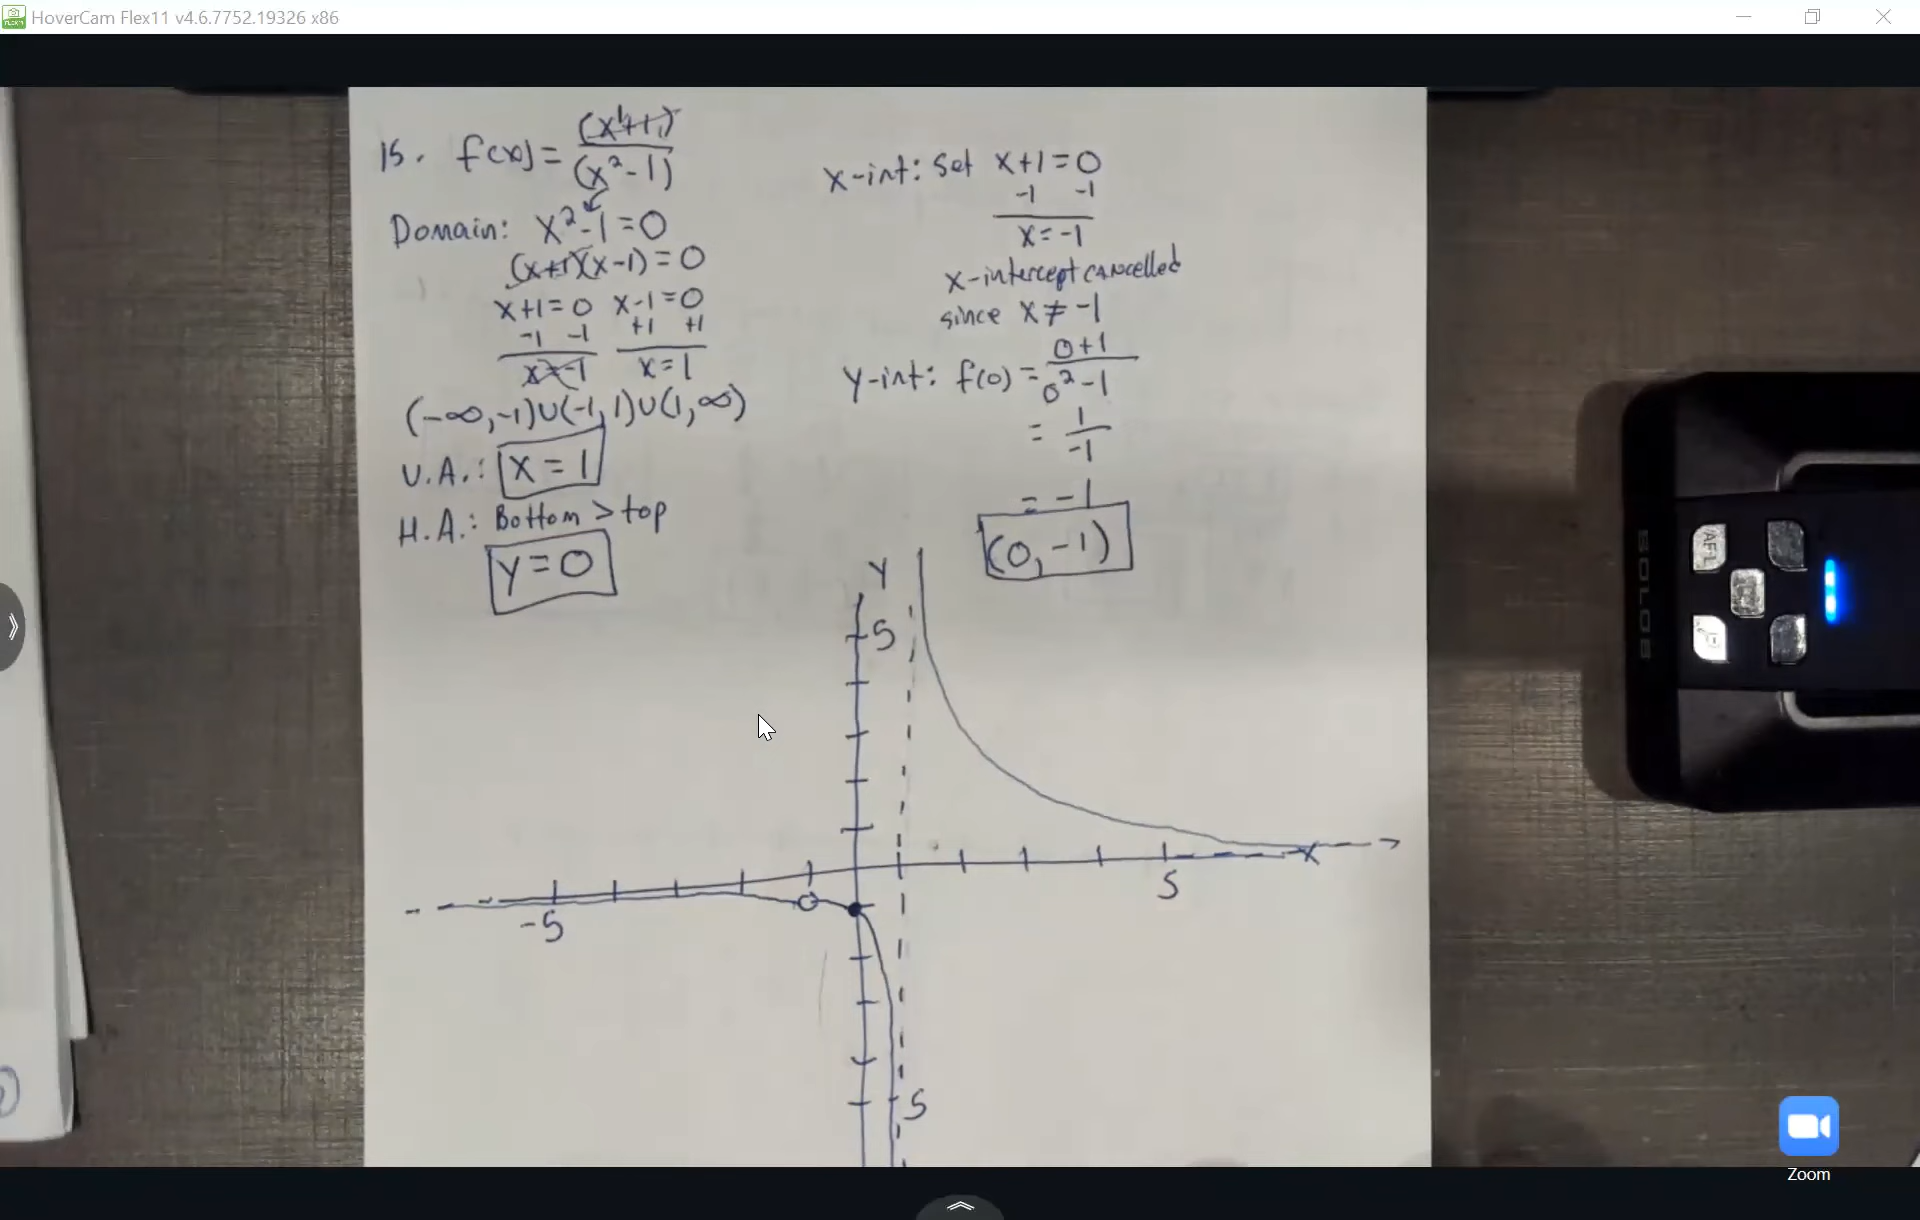 HoverCam Flex11 v4.6.7752.19326 x86
15. f(x) = (x+1) / (x²-1)
Domain: x²-1=0
(x+1)(x-1)=0
x+1=0 x-1=0
-1 -1 +1 +1
x=-1 x=1
(-∞,-1)∪(-1,1)∪(1,∞)
V.A.: x=1
H.A.: Bottom > top
y=0
x-int: set x+1=0
-1 -1
x=-1
x-intercept cancelled
since x≠-1
y-int: f(0) = 0+1 / 0²-1
= 1 / -1
= -1
(0,-1)
y
5
x
5
-5
5
SOLOB
AFL
Zoom